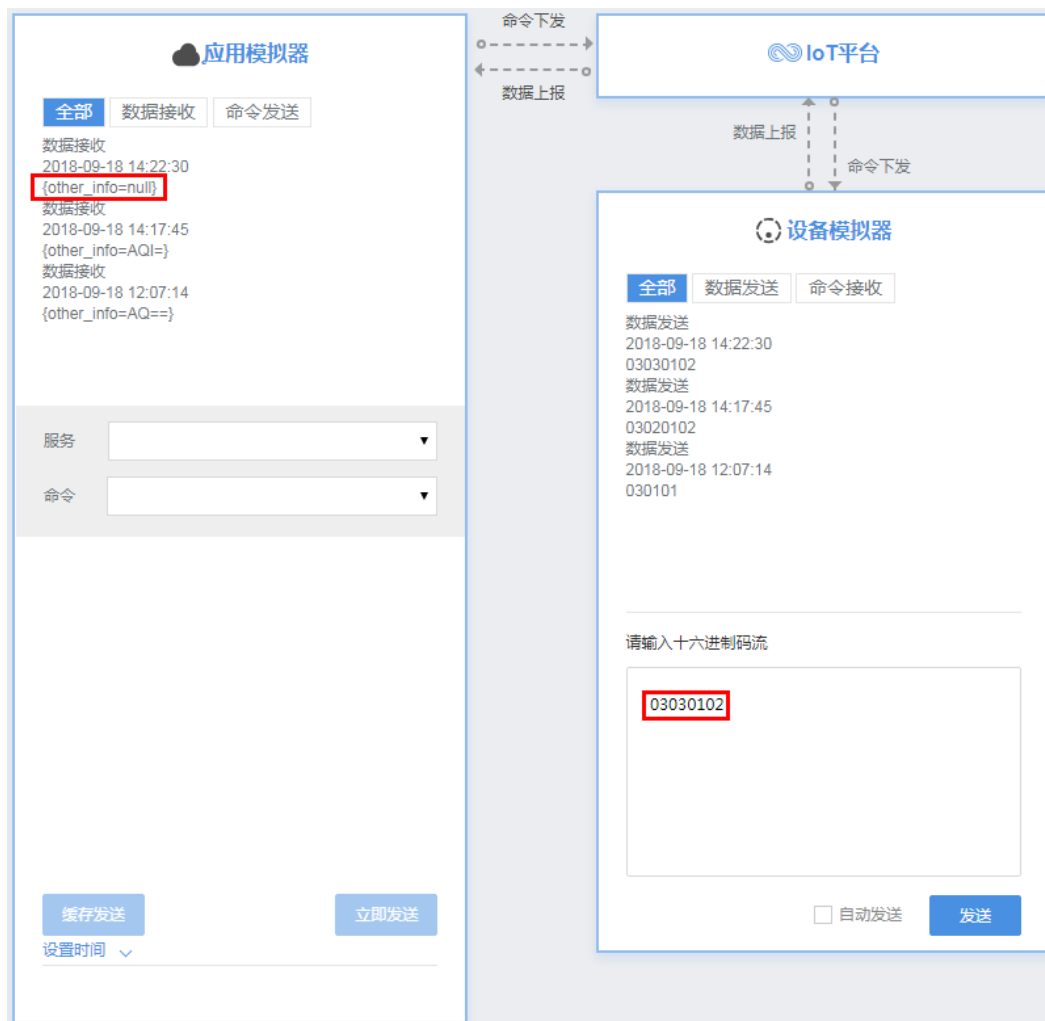 应用模拟器
全部 数据接收 命令发送
数据接收
2018-09-18 14:22:30
{other_info=null}
数据接收
2018-09-18 14:17:45
{other_info=AQI=}
数据接收
2018-09-18 12:07:14
{other_info=AQ==}
服务
命令
缓存发送 立即发送
设置时间
命令下发
数据上报
IoT平台
数据上报
命令下发
设备模拟器
全部 数据发送 命令接收
数据发送
2018-09-18 14:22:30
03030102
数据发送
2018-09-18 14:17:45
03020102
数据发送
2018-09-18 12:07:14
030101
请输入十六进制码流
03030102
自动发送 发送